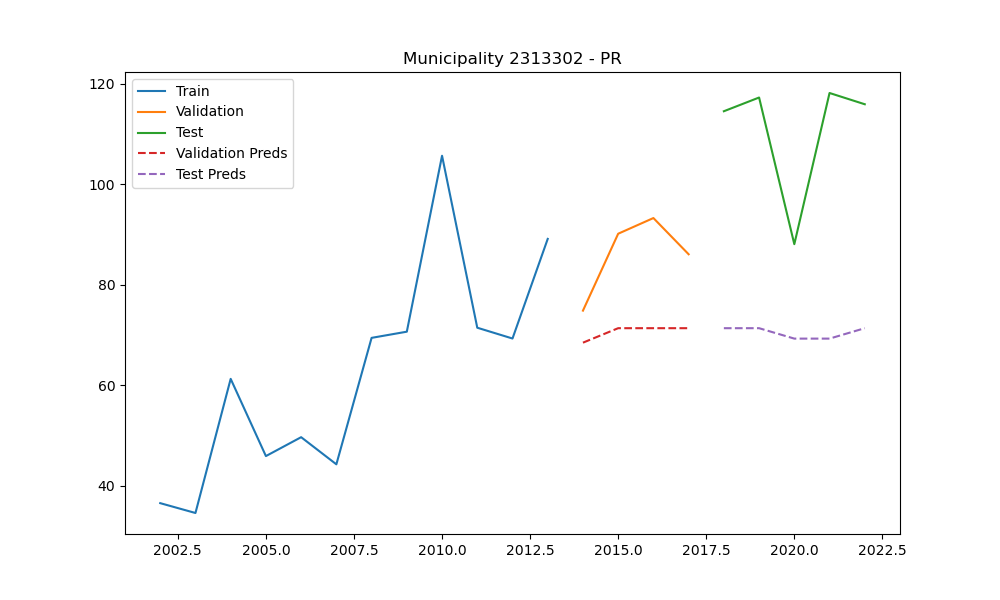 Municipality 2313302 - PR
Train
Validation
Test
Validation Preds
Test Preds
120
100
80
60
40
2002.5 2005.0 2007.5 2010.0 2012.5 2015.0 2017.5 2020.0 2022.5